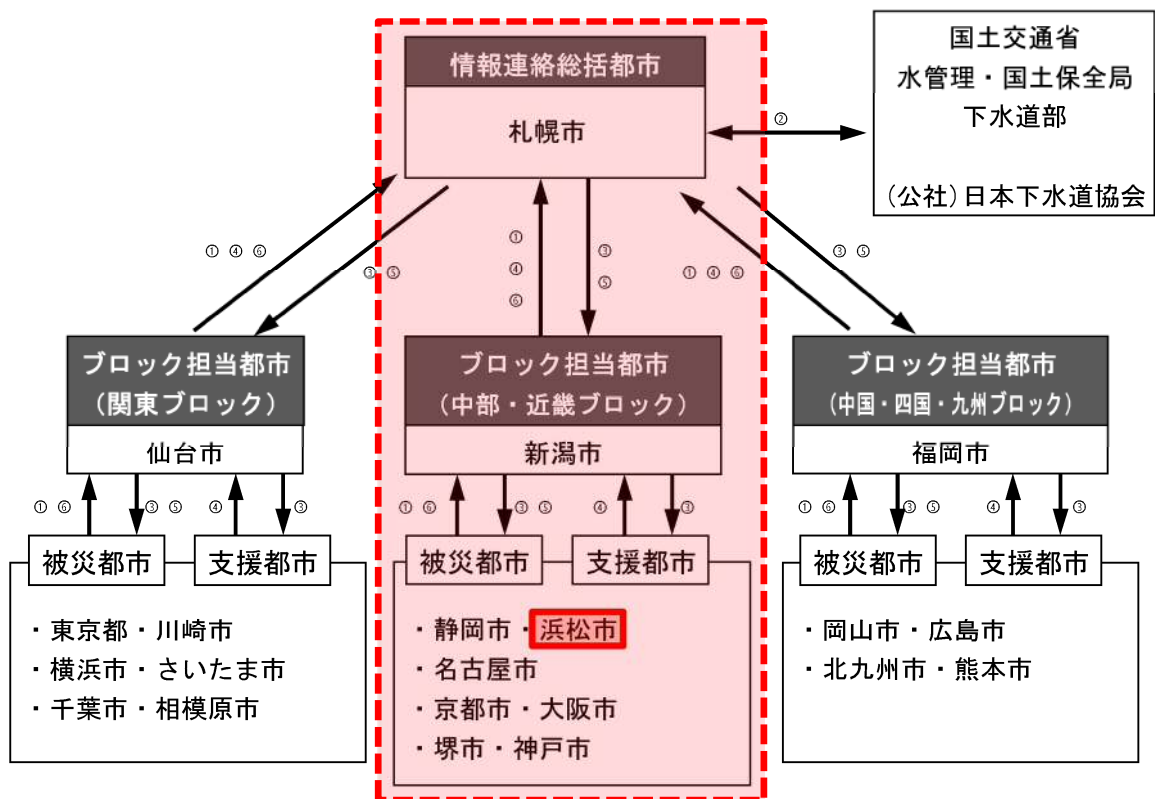 情報連絡総括都市
札幌市
国土交通省
水管理・国土保全局
下水道部
(公社)日本下水道協会
②
① ④ ⑥
③ ⑤
①
④
⑥
③
⑤
① ④ ⑥
③ ⑤
ブロック担当都市
(関東ブロック)
仙台市
ブロック担当都市
(中部・近畿ブロック)
新潟市
ブロック担当都市
(中国・四国・九州ブロック)
福岡市
① ⑥
③ ⑤
④
③
① ⑥
③ ⑤
④
③
① ⑥
③ ⑤
④
③
被災都市
支援都市
・東京都・川崎市
・横浜市・さいたま市
・千葉市・相模原市
被災都市
支援都市
・静岡市・浜松市
・名古屋市
・京都市・大阪市
・堺市・神戸市
被災都市
支援都市
・岡山市・広島市
・北九州市・熊本市